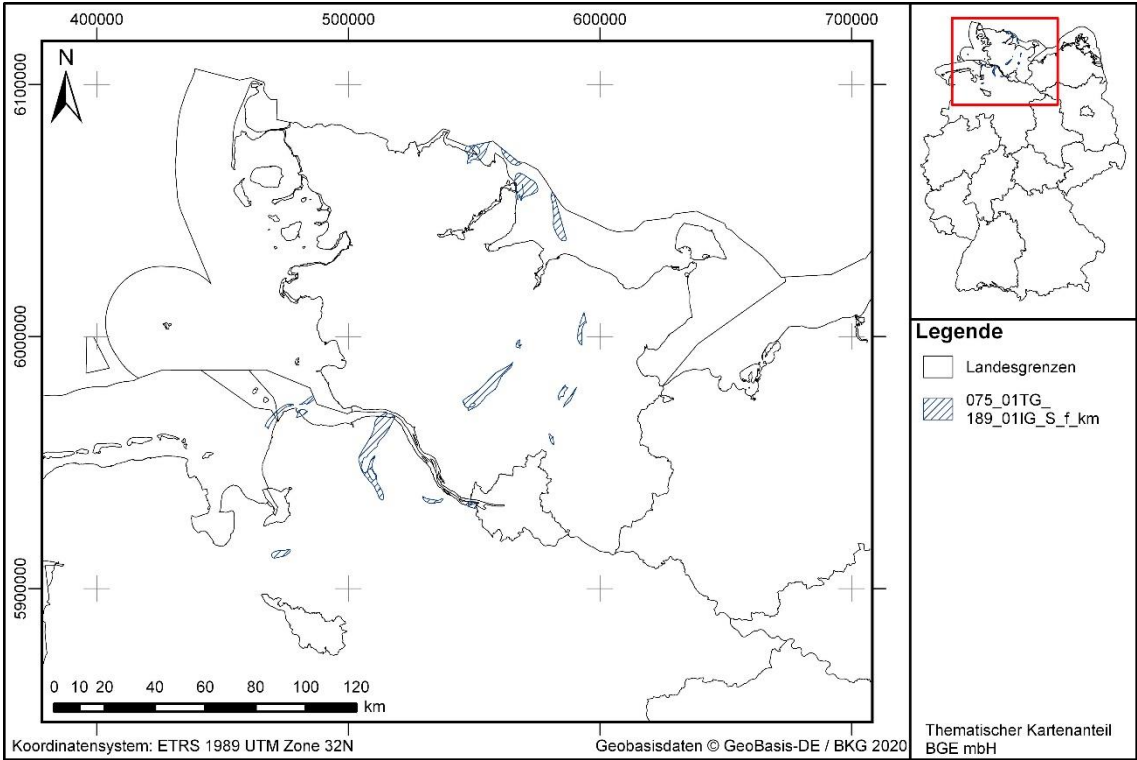 400000 500000 600000 700000
N
6100000
6000000
5900000
0 10 20 40 60 80 100 120
km
Koordinatensystem: ETRS 1989 UTM Zone 32N
Geobasisdaten © GeoBasis-DE / BKG 2020
Legende
Landesgrenzen
075_01TG_
189_01IG_S_f_km
Thematischer Kartenanteil
BGE mbH